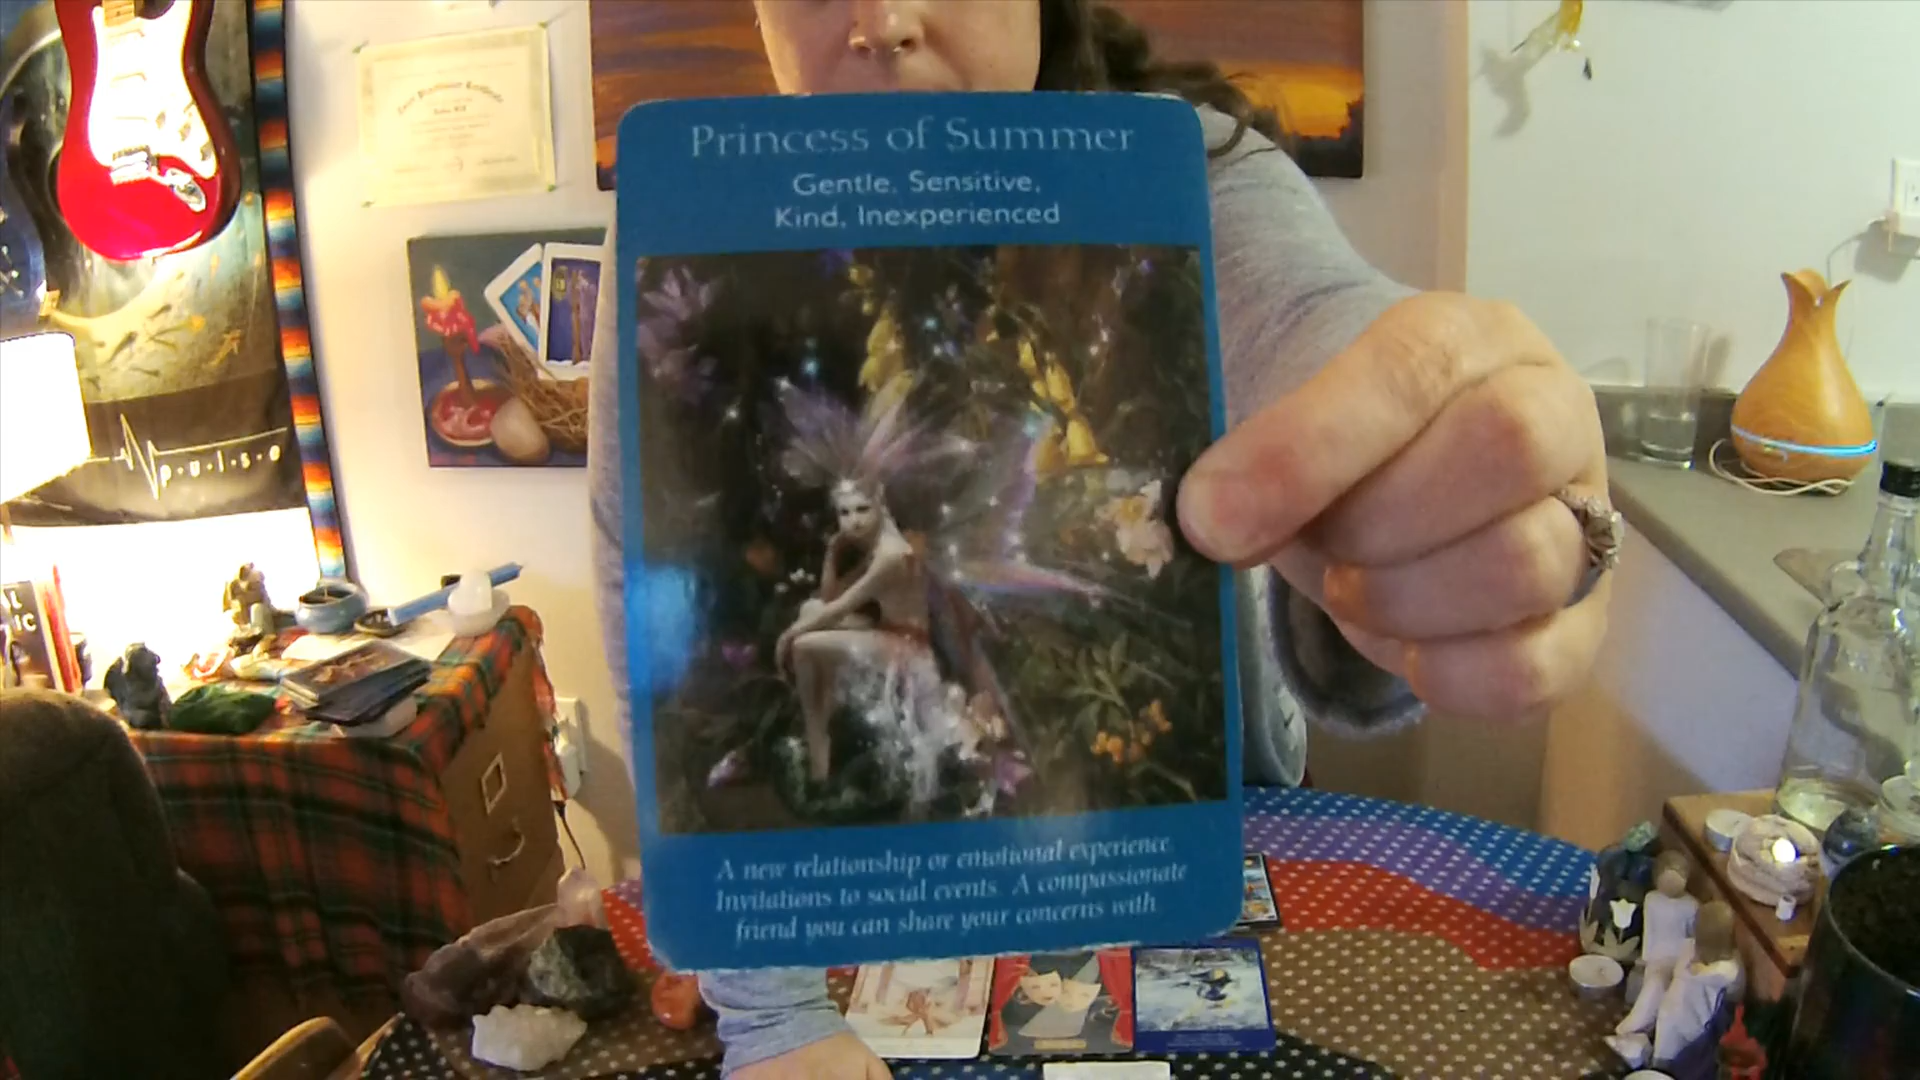 Princess of Summer
Gentle, Sensitive,
Kind, Inexperienced
A new relationship or emotional experience.
Invitations to social events. A compassionate
friend you can share your concerns with
p.u.l.s.e